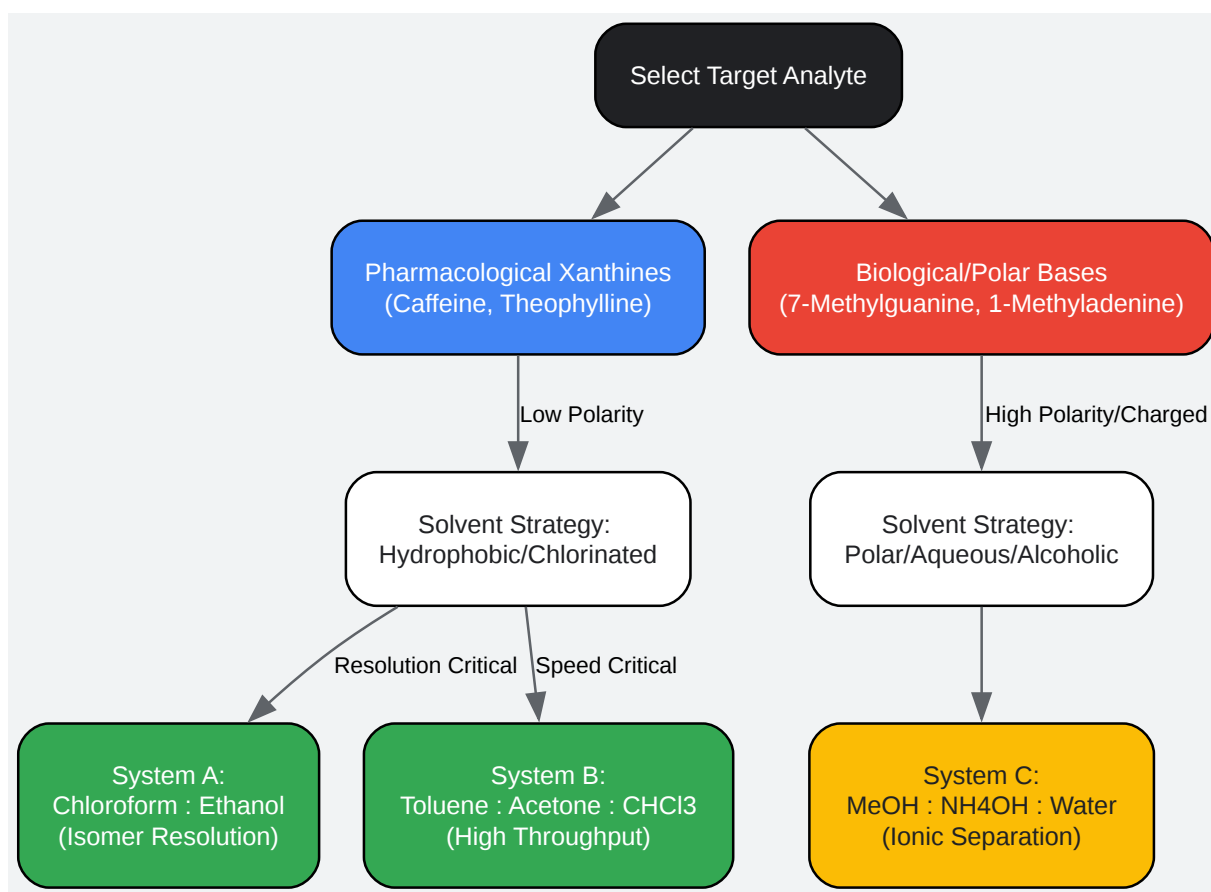 Select Target Analyte
Pharmacological Xanthines
(Caffeine, Theophylline)
Biological/Polar Bases
(7-Methylguanine, 1-Methyladenine)
Low Polarity
High Polarity/Charged
Solvent Strategy:
Hydrophobic/Chlorinated
Solvent Strategy:
Polar/Aqueous/Alcoholic
Resolution Critical
Speed Critical
System A:
Chloroform : Ethanol
(Isomer Resolution)
System B:
Toluene : Acetone : CHCl3
(High Throughput)
System C:
MeOH : NH4OH : Water
(Ionic Separation)